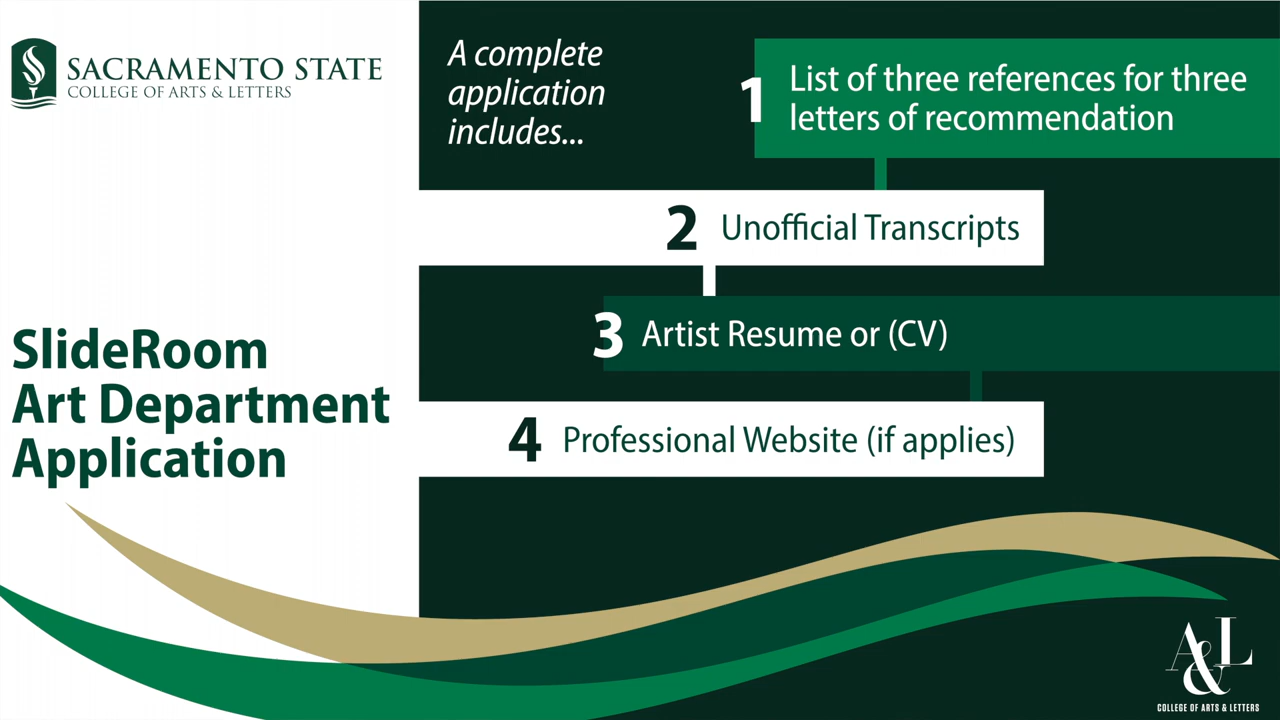 SACRAMENTO STATE
COLLEGE OF ARTS & LETTERS
SlideRoom
Art Department
Application
A complete
application
includes...
1 List of three references for three
letters of recommendation
2 Unofficial Transcripts
3 Artist Resume or (CV)
4 Professional Website (if applies)
A&L
COLLEGE OF ARTS & LETTERS